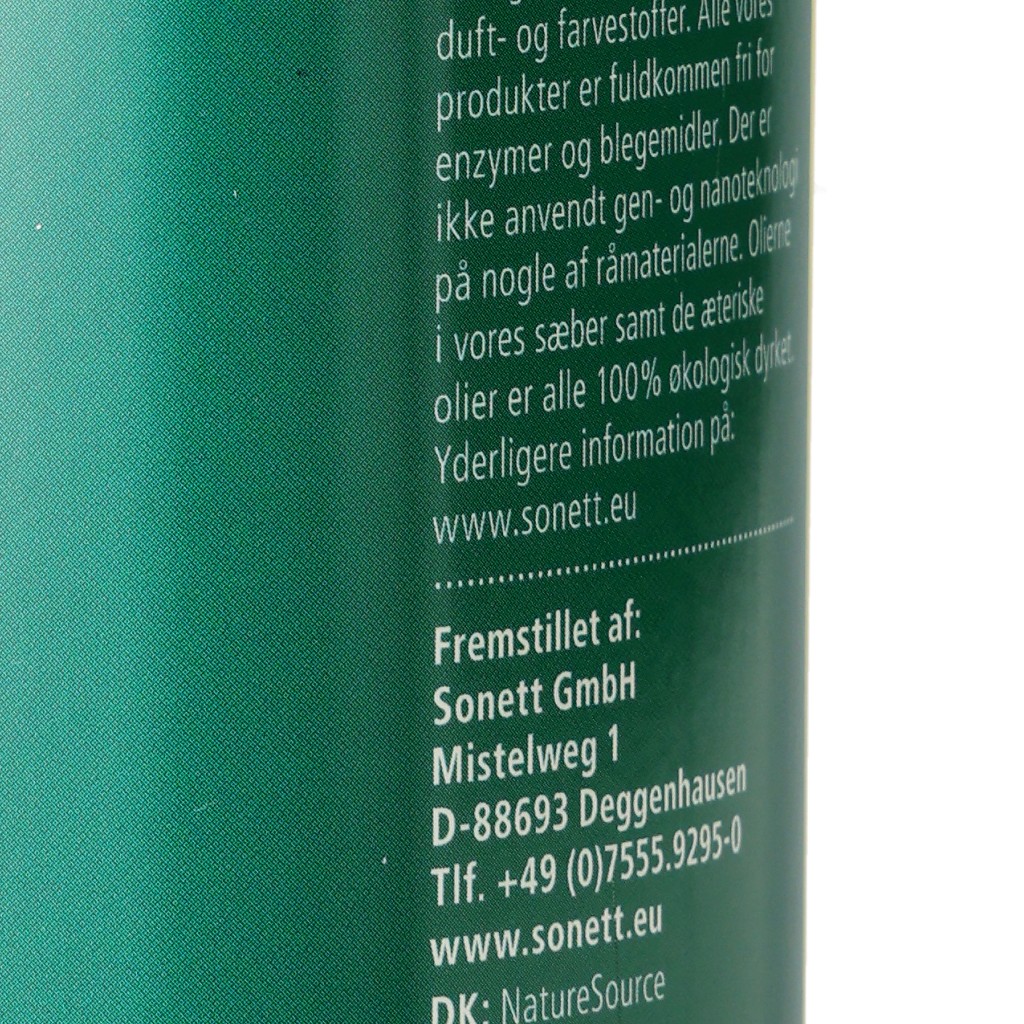 duft- og farvestoffer. Alle vores
produkter er fuldkommen fri for
enzymer og blegemidler. Der er
ikke anvendt gen- og nanoteknologi
på nogle af råmaterialerne. Olierne
i vores sæber samt de æteriske
olier er alle 100% økologisk dyrket.
Yderligere information på:
www.sonett.eu
Fremstillet af:
Sonett GmbH
Mistelweg 1
D-88693 Deggenhausen
Tlf. +49 (0)7555.9295-0
www.sonett.eu
DK: NatureSource